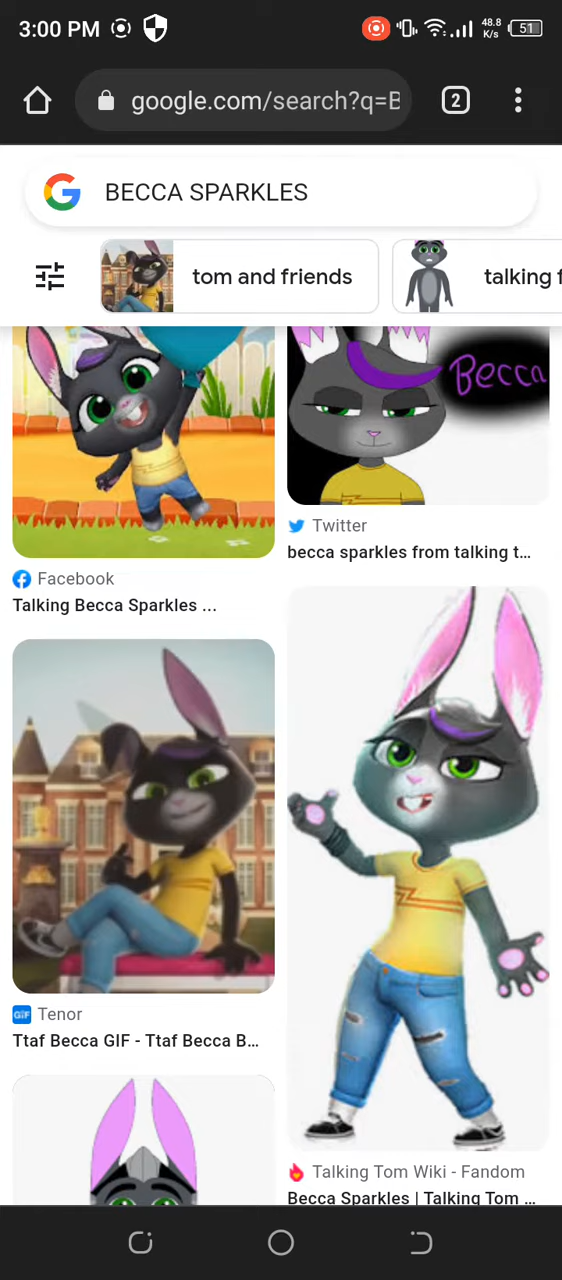 3:00 PM
48.8
K/s
51
google.com/search?q=B
2
BECCA SPARKLES
tom and friends
talking f
Becca
Twitter
becca sparkles from talking t...
Facebook
Talking Becca Sparkles ...
GIF Tenor
Ttaf Becca GIF - Ttaf Becca B...
Talking Tom Wiki - Fandom
Becca Sparkles | Talking Tom ...